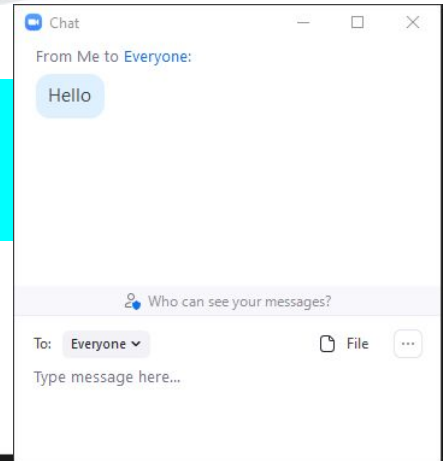 Chat
From Me to Everyone:
Hello
Who can see your messages?
To: Everyone File ...
Type message here...